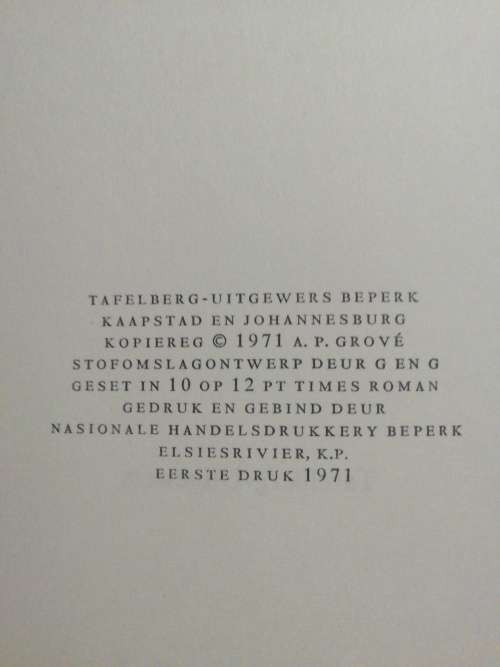 TAFELBERG-UITGEWERS BEPERK
KAAPSTAD EN JOHANNESBURG
KOPIEREG © 1971 A. P. GROVÉ
STOFOMSLAGONTWERP DEUR G EN G
GESET IN 10 OP 12 PT TIMES ROMAN
GEDRUK EN GEBIND DEUR
NASIONALE HANDELSDRUKKERY BEPERK
ELSIESRIVIER, K.P.
EERSTE DRUK 1971